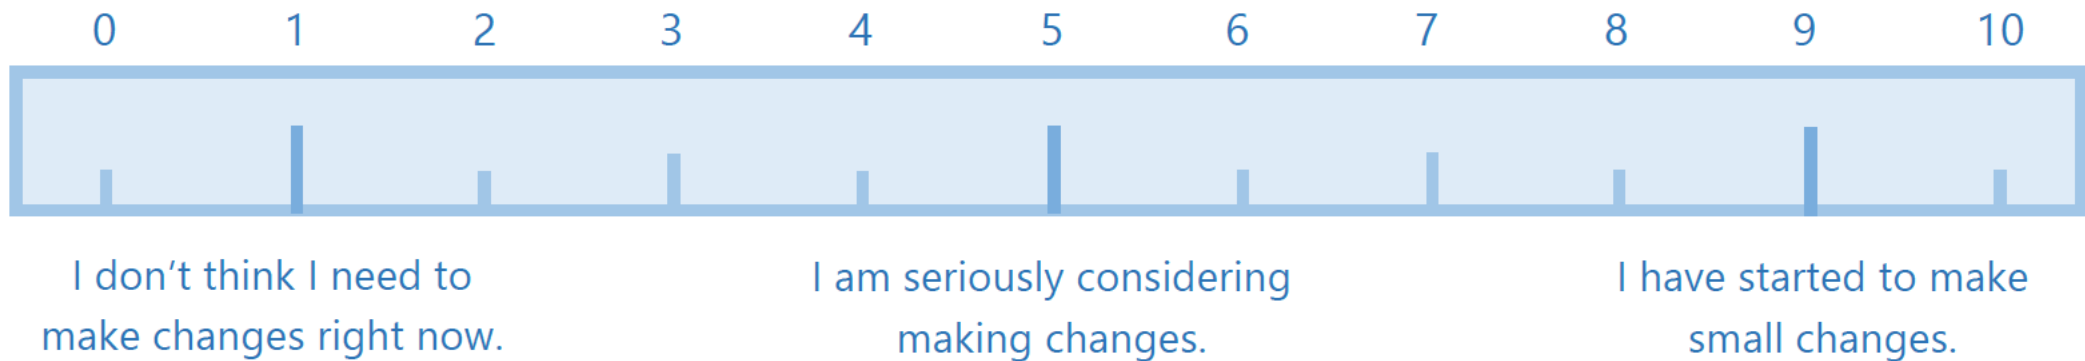 0 1 2 3 4 5 6 7 8 9 10
I don’t think I need to
make changes right now.
I am seriously considering
making changes.
I have started to make
small changes.